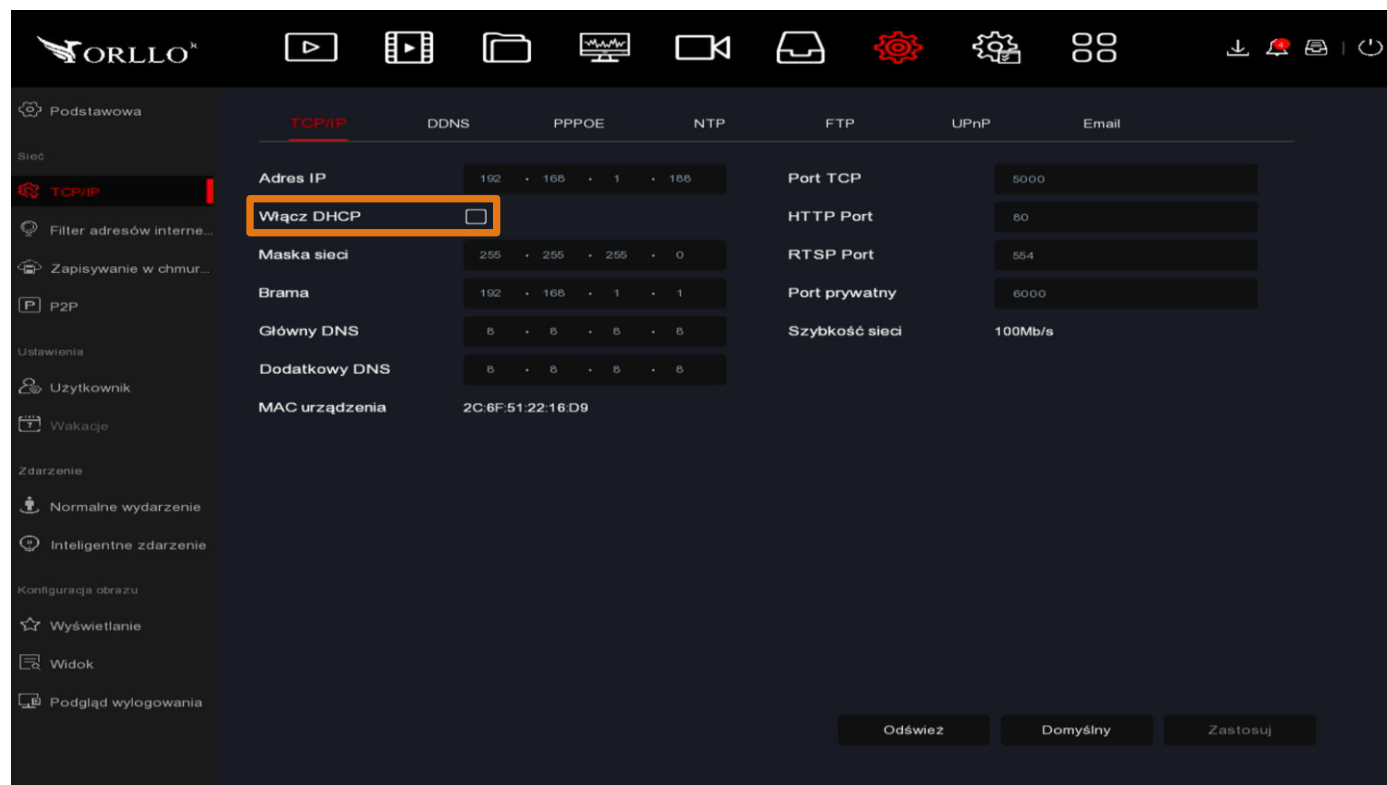 ORLLO
Podstawowa
Sieć
TCP/IP
Filter adresów interne...
Zapisywanie w chmur...
P P2P
Ustawienia
Użytkownik
Wakacje
Zdarzenie
Normalne wydarzenie
Inteligentne zdarzenie
Konfiguracja obrazu
Wyświetlanie
Widok
Podgląd wylogowania
TCP/IP DDNS PPPOE NTP FTP UPnP Email
Adres IP 192 . 168 . 1 . 188
Włącz DHCP
Maska sieci 255 . 255 . 255 . 0
Brama 192 . 168 . 1 . 1
Główny DNS 8 . 8 . 8 . 8
Dodatkowy DNS 8 . 8 . 8 . 8
MAC urządzenia 2C:6F:51:22:16:D9
Port TCP 5000
HTTP Port 80
RTSP Port 554
Port prywatny 6000
Szybkość sieci 100Mb/s
Odśwież Domyślny Zastosuj